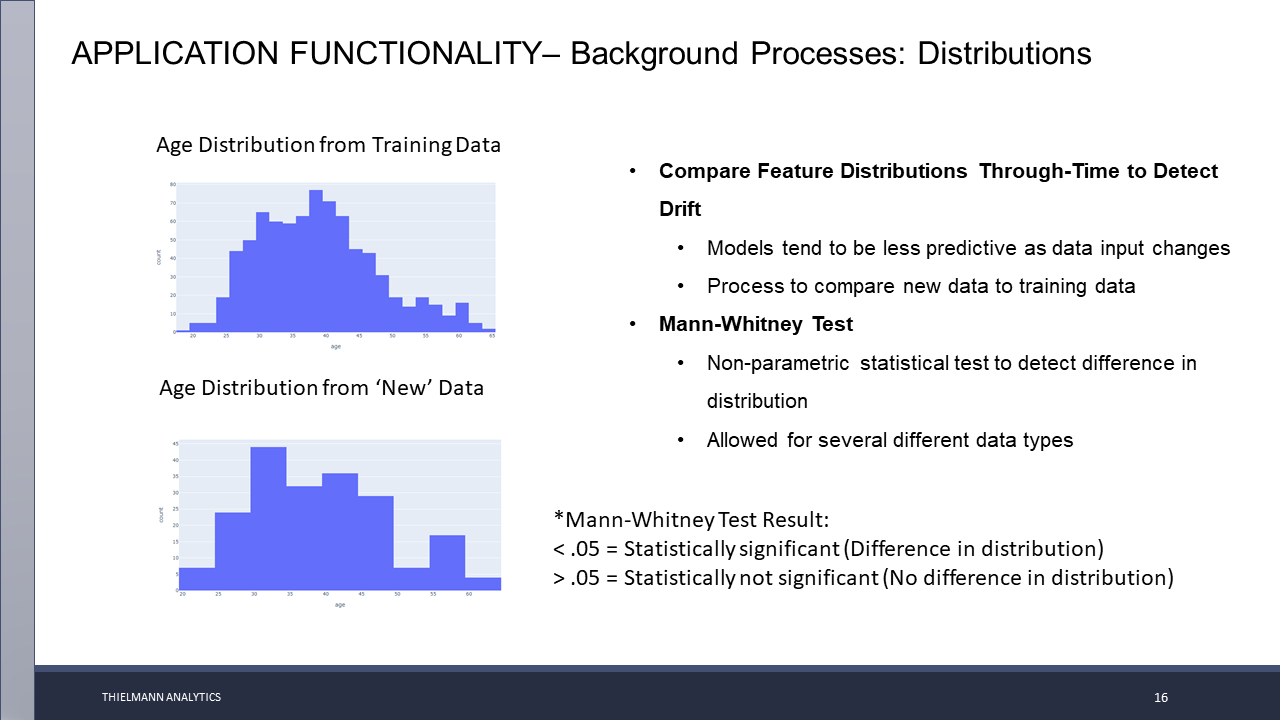 APPLICATION FUNCTIONALITY– Background Processes: Distributions
Age Distribution from Training Data
80
70
60
50
40
30
20
10
0
count
20 25 30 35 40 45 50 55 60 65
age
Age Distribution from ‘New’ Data
45
40
35
30
25
20
15
10
5
0
count
20 25 30 35 40 45 50 55 60
age
• Compare Feature Distributions Through-Time to Detect
Drift
• Models tend to be less predictive as data input changes
• Process to compare new data to training data
• Mann-Whitney Test
• Non-parametric statistical test to detect difference in
distribution
• Allowed for several different data types
*Mann-Whitney Test Result:
< .05 = Statistically significant (Difference in distribution)
> .05 = Statistically not significant (No difference in distribution)
THIELMANN ANALYTICS
16